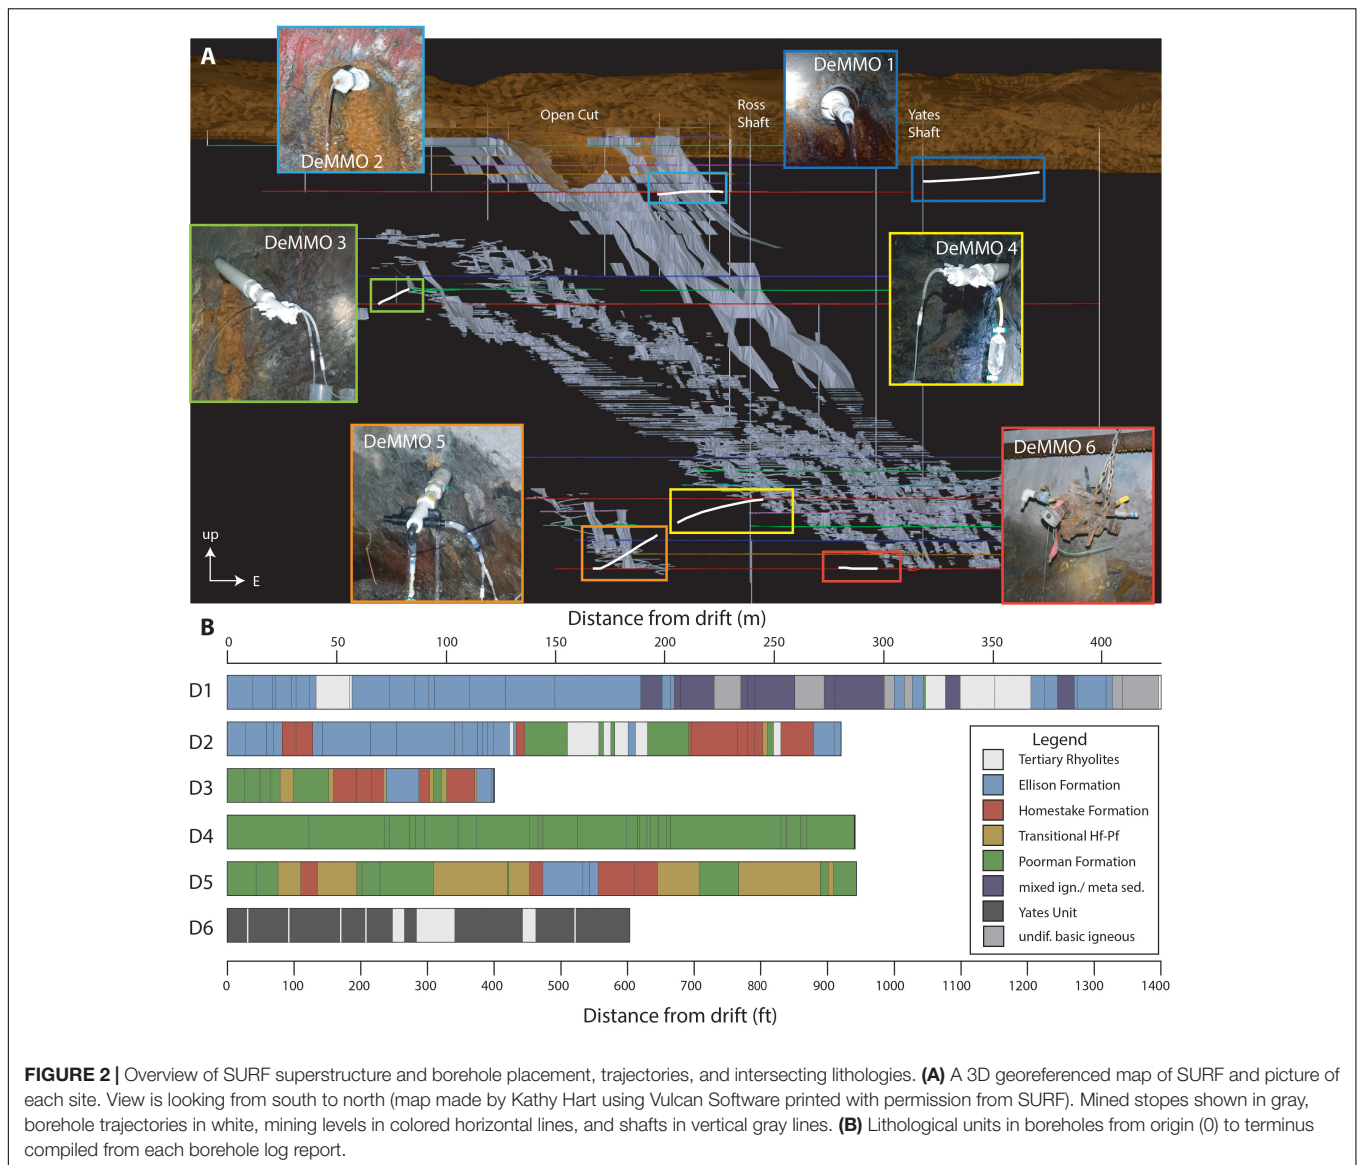 A
DeMMO 2
Open Cut
Ross
Shaft
DeMMO 1
Yates
Shaft
DeMMO 3
DeMMO 4
DeMMO 5
DeMMO 6
up
E
B
Distance from drift (m)
0 50 100 150 200 250 300 350 400
D1
D2
D3
D4
D5
D6
Legend
Tertiary Rhyolites
Ellison Formation
Homestake Formation
Transitional Hf-Pf
Poorman Formation
mixed ign./ meta sed.
Yates Unit
undif. basic igneous
0 100 200 300 400 500 600 700 800 900 1000 1100 1200 1300 1400
Distance from drift (ft)
FIGURE 2 | Overview of SURF superstructure and borehole placement, trajectories, and intersecting lithologies. (A) A 3D georeferenced map of SURF and picture of
each site. View is looking from south to north (map made by Kathy Hart using Vulcan Software printed with permission from SURF). Mined stopes shown in gray,
borehole trajectories in white, mining levels in colored horizontal lines, and shafts in vertical gray lines. (B) Lithological units in boreholes from origin (0) to terminus
compiled from each borehole log report.